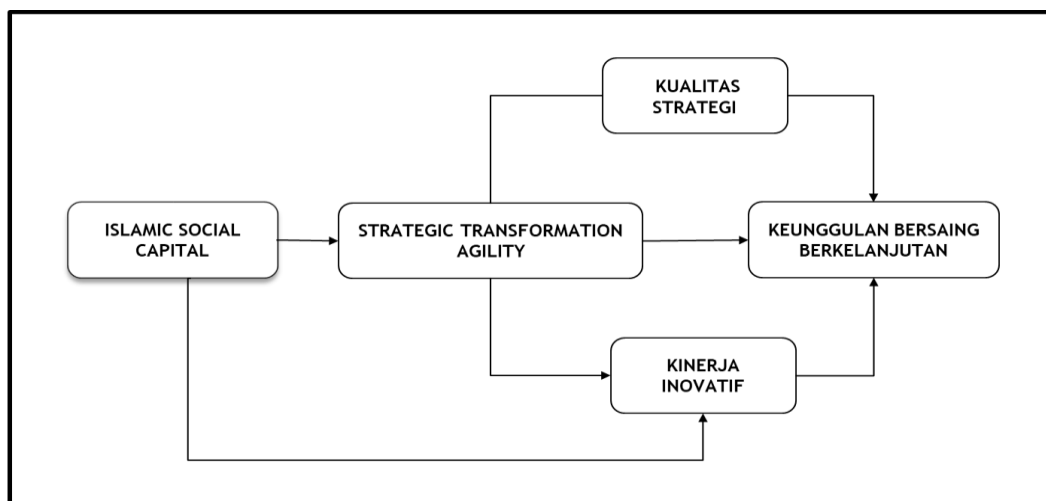 KUALITAS
STRATEGI
ISLAMIC SOCIAL
CAPITAL
STRATEGIC TRANSFORMATION
AGILITY
KEUNGGULAN BERSAING
BERKELANJUTAN
KINERJA
INOVATIF